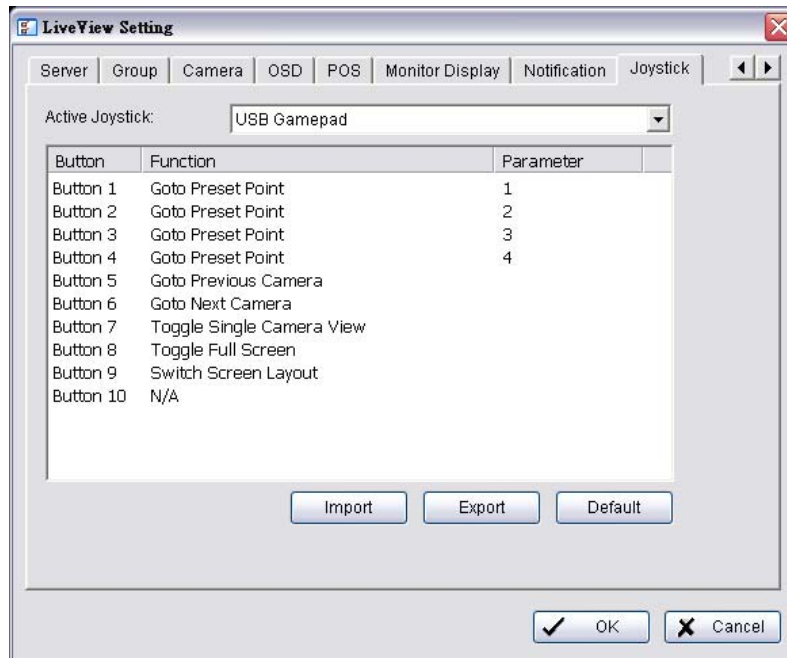 LiveView Setting
Server Group Camera OSD POS Monitor Display Notification Joystick
Active Joystick: USB Gamepad
Button Function Parameter
Button 1 Goto Preset Point 1
Button 2 Goto Preset Point 2
Button 3 Goto Preset Point 3
Button 4 Goto Preset Point 4
Button 5 Goto Previous Camera
Button 6 Goto Next Camera
Button 7 Toggle Single Camera View
Button 8 Toggle Full Screen
Button 9 Switch Screen Layout
Button 10 N/A
Import Export Default
OK Cancel